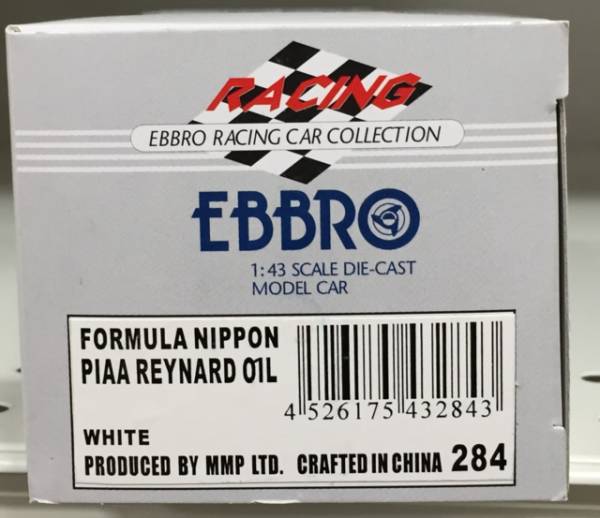 RACING
EBBRO RACING CAR COLLECTION
EBBRO
1:43 SCALE DIE-CAST
MODEL CAR
FORMULA NIPPON
PIAA REYNARD 01L
4 526175 432843
WHITE
PRODUCED BY MMP LTD. CRAFTED IN CHINA 284